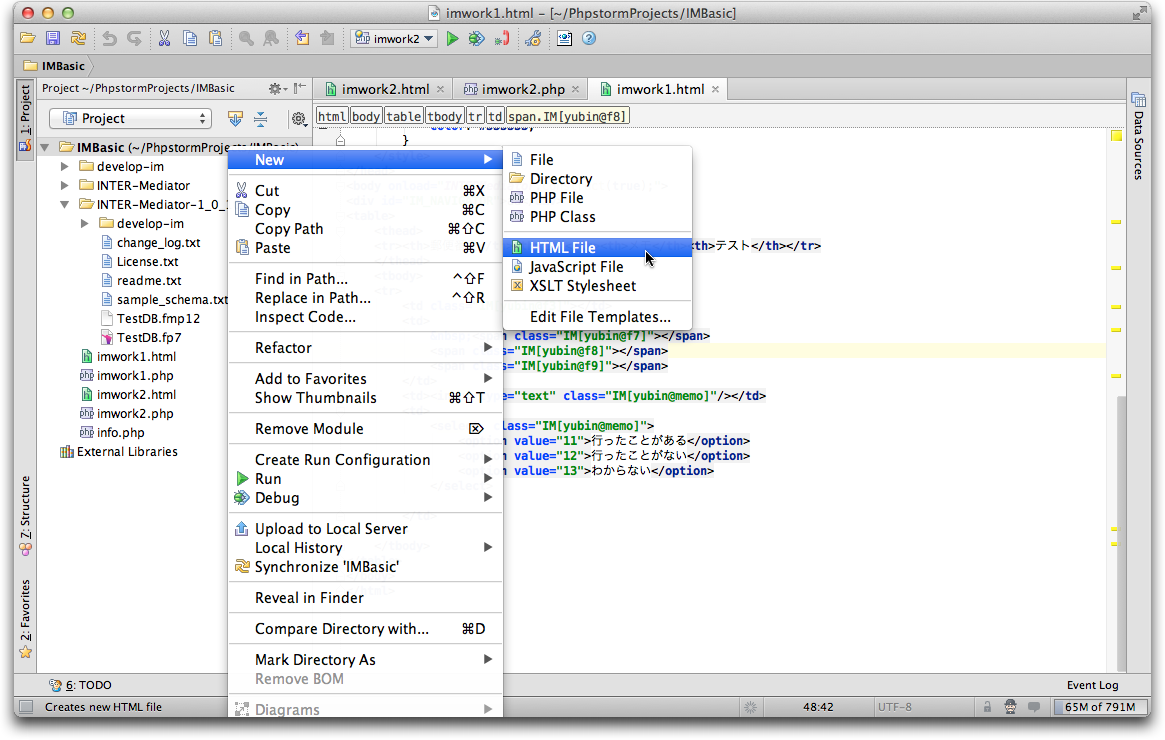 imwork1.html – [~/PhpstormProjects/IMBasic]
imwork2
IMBasic
Project ~/PhpstormProjects/IMBasic
imwork2.html
imwork2.php
imwork1.html
1: Project
Z: Structure
2: Favorites
Data Sources
Project
html body table tbody tr td span.IM[yubin@f8]
}
IMBasic (~/PhpstormProjects/IMBasic)
develop-im
INTER-Mediator
INTER-Mediator-1_0_
develop-im
change_log.txt
License.txt
readme.txt
sample_schema.txt
TestDB.fmp12
TestDB.fp7
imwork1.html
imwork1.php
imwork2.html
imwork2.php
info.php
External Libraries
New
Cut ⌘X
Copy ⌘C
Copy Path ⌘⇧C
Paste ⌘V
Find in Path... ^⇧F
Replace in Path... ^⇧R
Inspect Code...
Refactor
Add to Favorites
Show Thumbnails ⌘⇧T
Remove Module ⌦
Create Run Configuration
Run
Debug
Upload to Local Server
Local History
Synchronize 'IMBasic'
Reveal in Finder
Compare Directory with... ⌘D
Mark Directory As
Remove BOM
Diagrams
File
Directory
PHP File
PHP Class
HTML File
JavaScript File
XSLT Stylesheet
Edit File Templates...
<th>テスト</th></tr>
class="IM[yubin@f7]"></span>
="IM[yubin@f8]"></span>
="IM[yubin@f9]"></span>
="text" class="IM[yubin@memo]"/></td>
lass="IM[yubin@memo]">
value="11">行ったことがある</option>
value="12">行ったことがない</option>
value="13">わからない</option>
6: TODO
Event Log
Creates new HTML file
48:42
UTF-8
65M of 791M